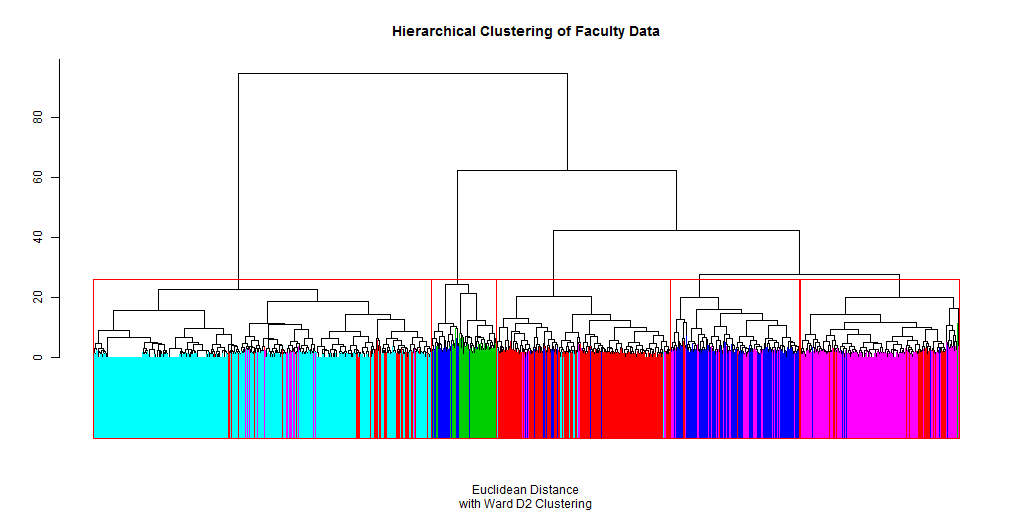 Hierarchical Clustering of Faculty Data
80
60
40
20
0
Euclidean Distance
with Ward D2 Clustering